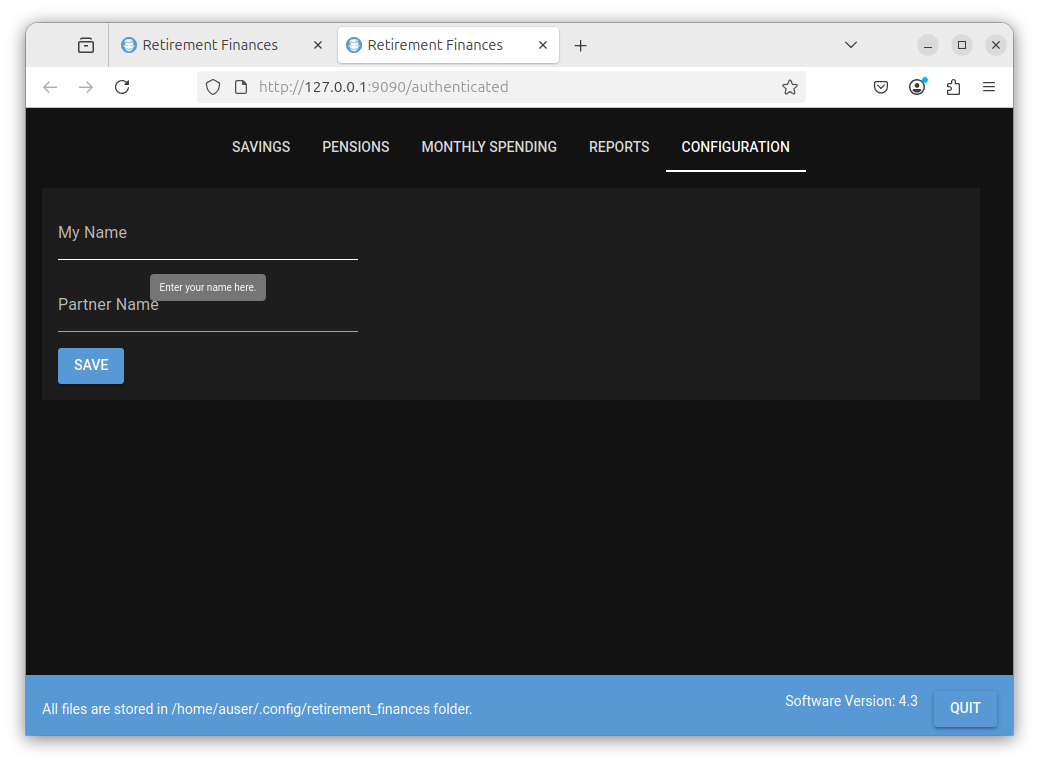 Retirement Finances
Retirement Finances
http://127.0.0.1:9090/authenticated
SAVINGS PENSIONS MONTHLY SPENDING REPORTS CONFIGURATION
My Name
Enter your name here.
Partner Name
SAVE
All files are stored in /home/auser/.config/retirement_finances folder.
Software Version: 4.3
QUIT